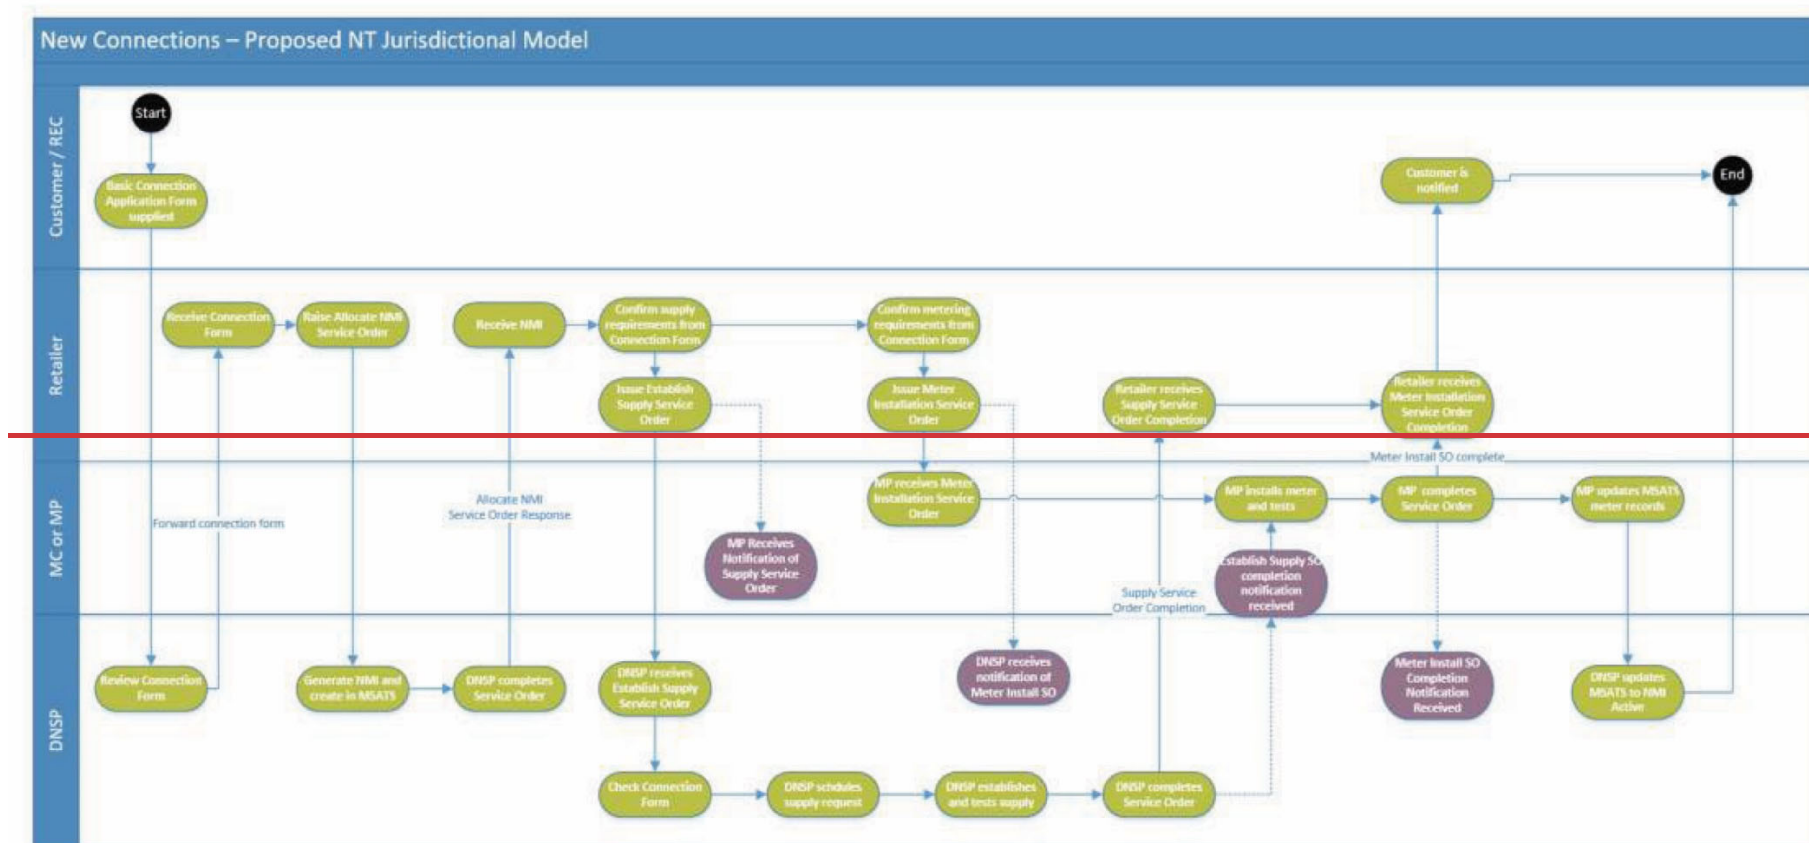 New Connections – Proposed NT Jurisdictional Model
Customer / REC
Start
Basic Connection
Application Form
supplied
Customer is
notified
End
Retailer
Receive Connection
Form
Raise Allocate NMI
Service Order
Receive NMI
Confirm supply
requirements from
Connection Form
Confirm metering
requirements from
Connection Form
Issue Establish
Supply Service
Order
Issue Meter
Installation Service
Order
Retailer receives
Supply Service
Order Completion
Retailer receives
Meter Installation
Service Order
Completion
MC or MP
Forward connection form
Allocate NMI
Service Order Response
MP Receives
Notification of
Supply Service
Order
MP receives Meter
Installation Service
Order
Supply Service
Order Completion
MP installs meter
and tests
Establish Supply SO
completion
notification
received
Meter Install SO complete
MP completes
Service Order
MP updates MSATS
meter records
DNSP
Review Connection
Form
Generate NMI and
create in MSATS
DNSP completes
Service Order
DNSP receives
Establish Supply
Service Order
DNSP receives
notification of
Meter Install SO
Meter Install SO
Completion
Notification
Received
DNSP updates
MSATS to NMI
Active
Check Connection
Form
DNSP schdules
supply request
DNSP establishes
and tests supply
DNSP completes
Service Order